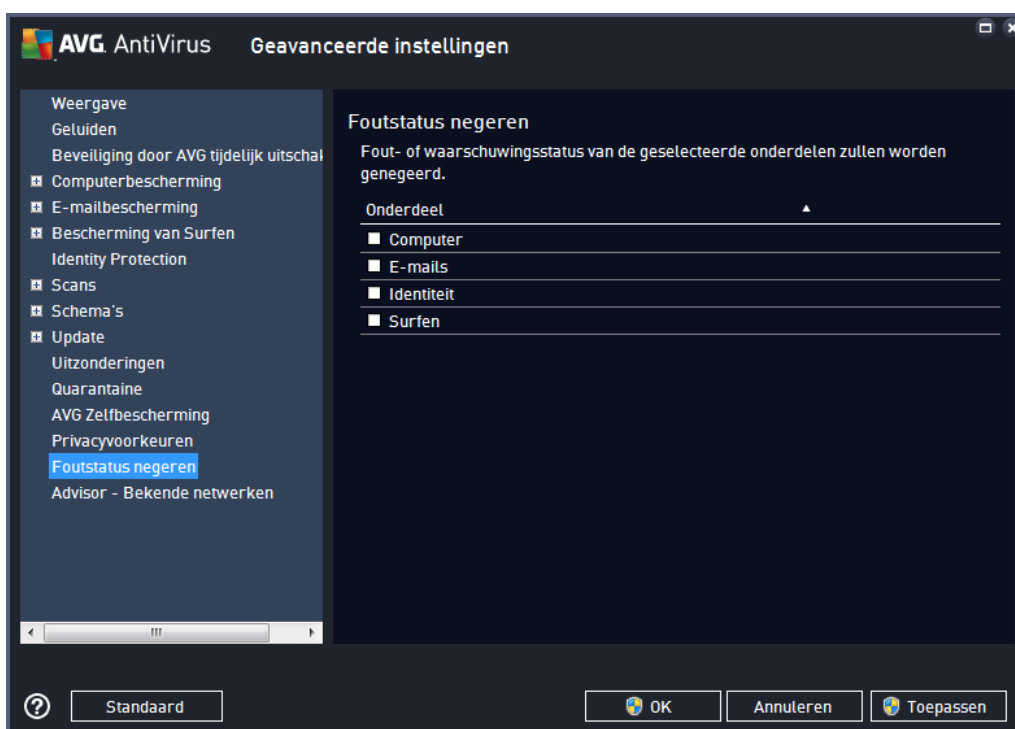 AVG AntiVirus Geavanceerde instellingen
Weergave
Geluiden
Beveiliging door AVG tijdelijk uitschak
Computerbescherming
E-mailbescherming
Bescherming van Surfen
Identity Protection
Scans
Schema's
Update
Uitzonderingen
Quarantaine
AVG Zelfbescherming
Privacyvoorkeuren
Foutstatus negeren
Advisor - Bekende netwerken
Foutstatus negeren
Fout- of waarschuwingsstatus van de geselecteerde onderdelen zullen worden
genegeerd.
Onderdeel
Computer
E-mails
Identiteit
Surfen
? Standaard OK Annuleren Toepassen